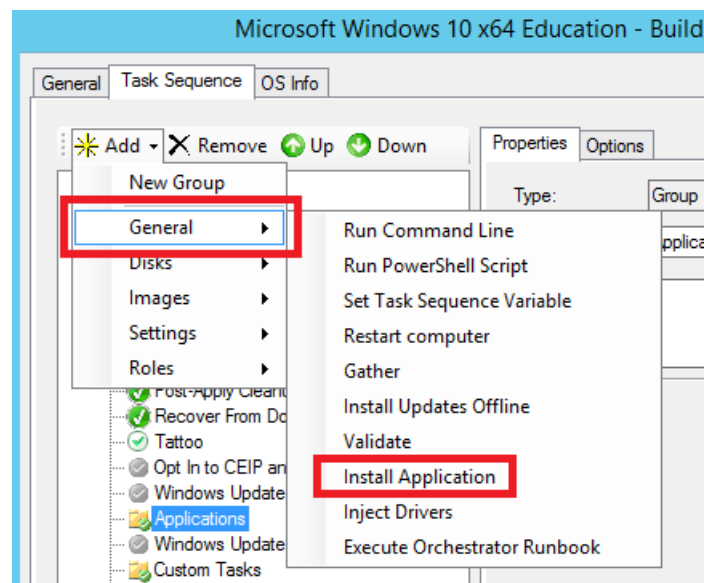 Microsoft Windows 10 x64 Education - Build
General Task Sequence OS Info
Add Remove Up Down
Properties Options
New Group
Type: Group
General
Disks
Images
Settings
Roles
Run Command Line
Run PowerShell Script
Set Task Sequence Variable
Restart computer
Gather
Install Updates Offline
Validate
Install Application
Inject Drivers
Execute Orchestrator Runbook
Post-Apply
Recover From
Tattoo
Opt In to CEIP
Windows Update
Applications
Windows Update
Custom Tasks